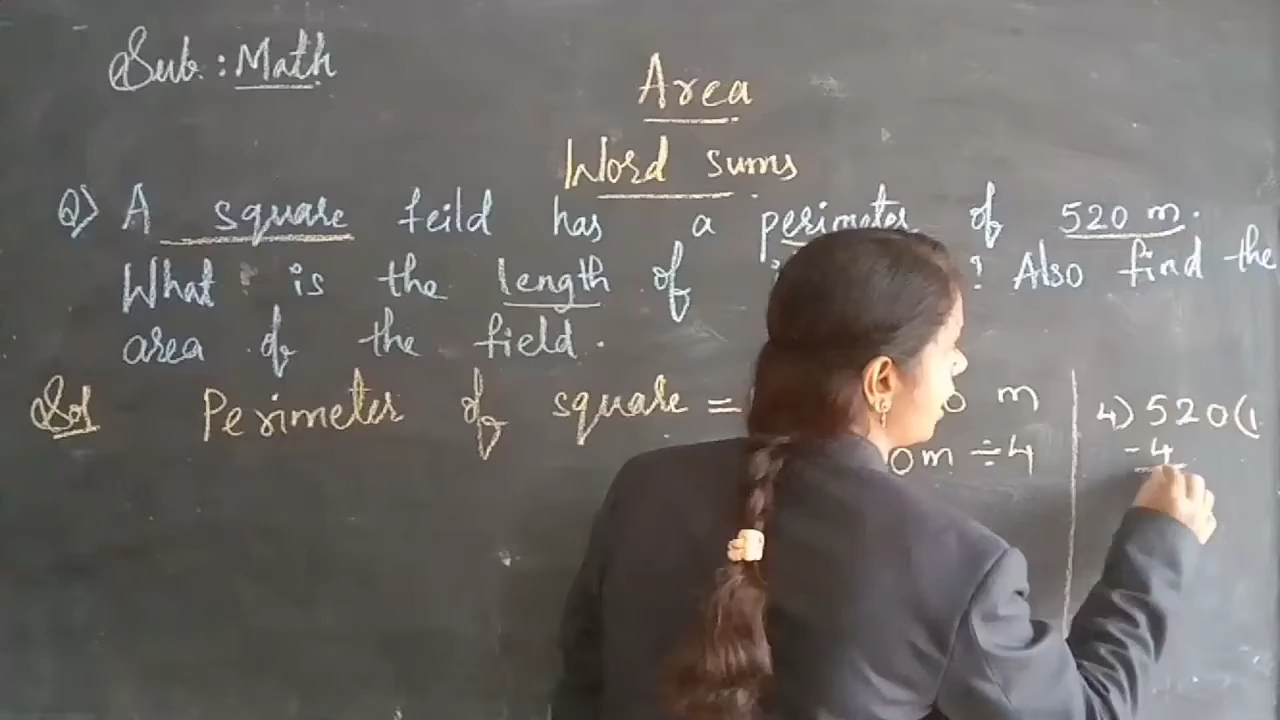 Sub: Math
Area
Word sums
Q) A square feild has a perimeter of 520 m.
What is the length of ? Also find the
area of the field.
Sol Perimeter of square = m
m ÷ 4
4) 520 (1
- 4